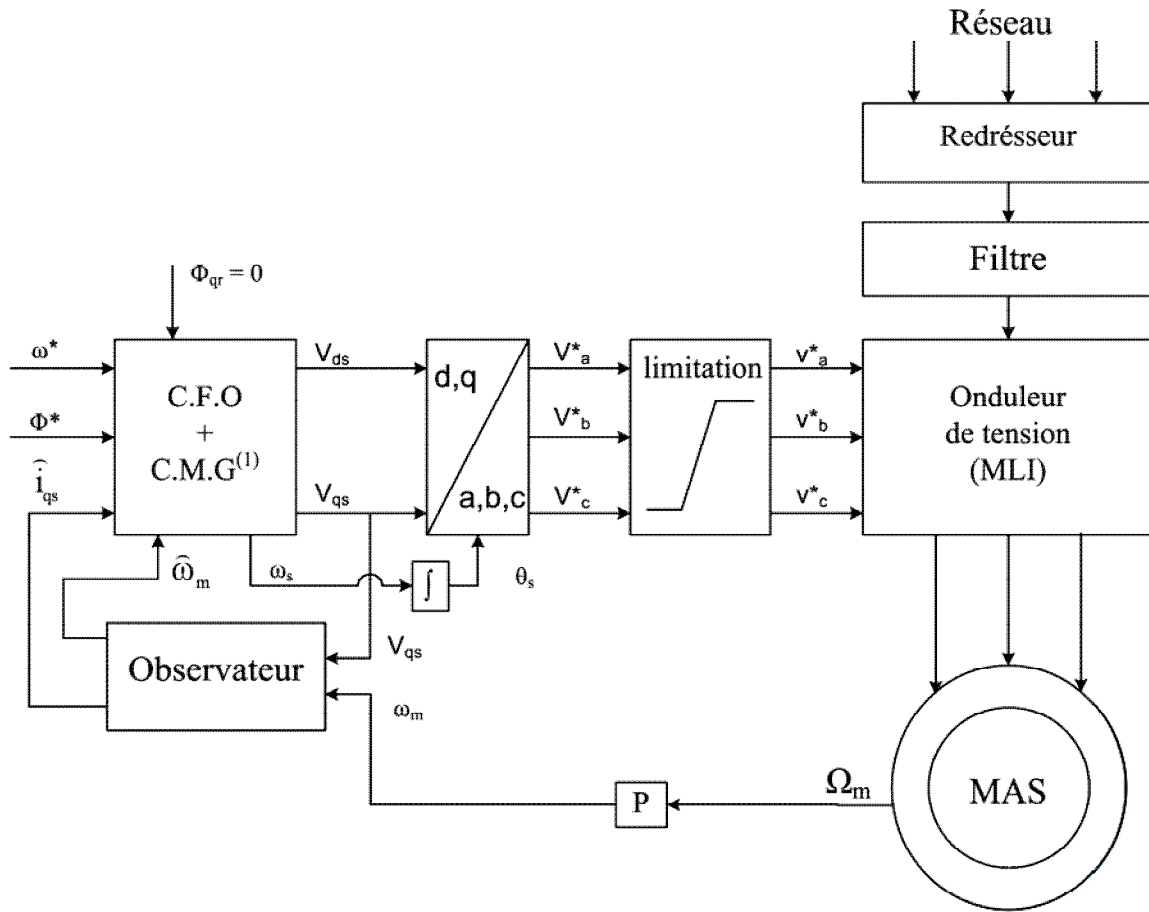 Réseau
Redrésseur
Filtre
Φqr = 0
ω*
Φ*
îqs
C.F.O
+
C.M.G(1)
Vds
Vqs
d,q
a,b,c
V*a
V*b
V*c
limitation
v*a
v*b
v*c
Onduleur
de tension
(MLI)
ω̂m
ωs
∫
θs
Observateur
Vqs
ωm
P
Ωm
MAS